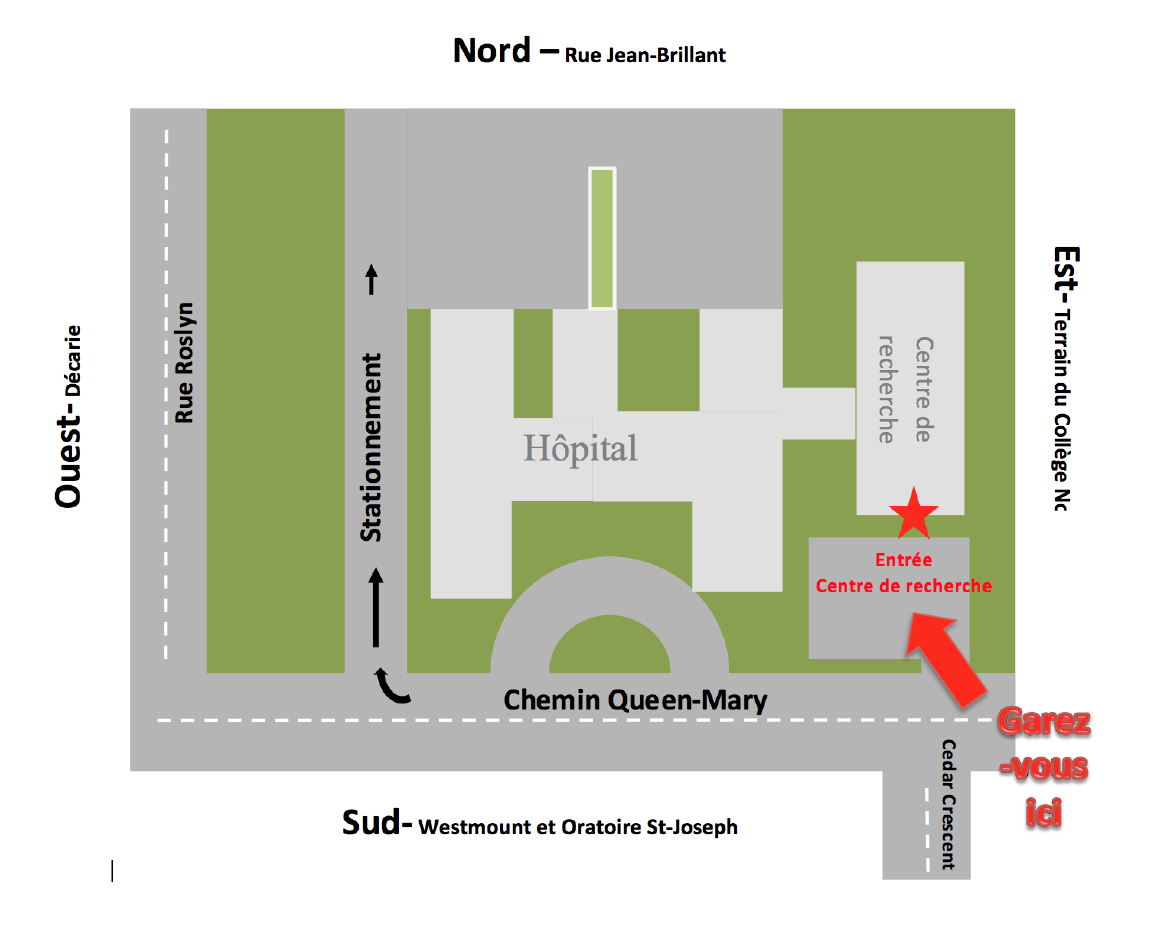 Nord – Rue Jean-Brillant
Ouest- Décarie
Rue Roslyn
Stationnement
Hôpital
Centre de
recherche
Est- Terrain du Collège Nc
Entrée
Centre de recherche
Chemin Queen-Mary
Garez
-vous
ici
Cedar Crescent
Sud- Westmount et Oratoire St-Joseph